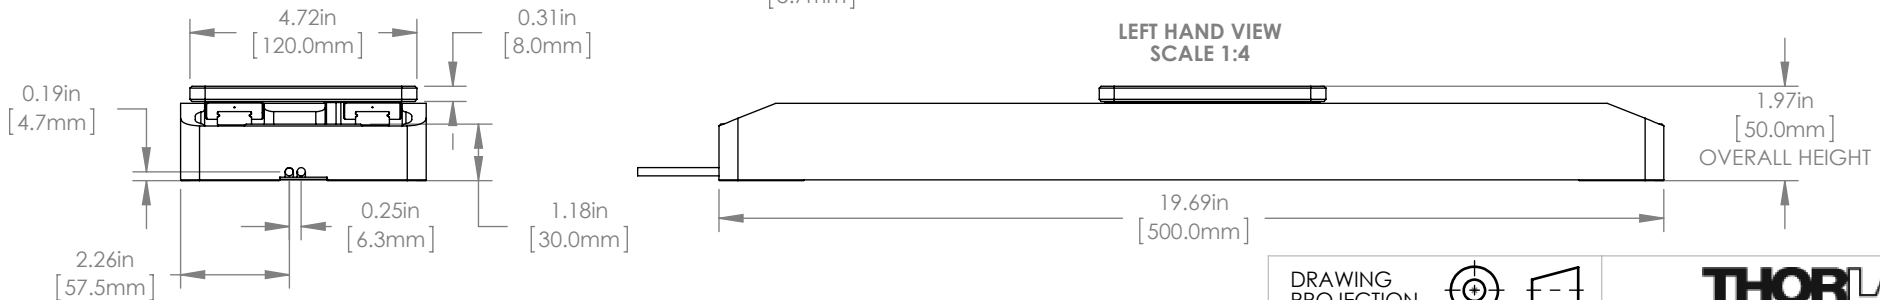 4.72in
[120.0mm]
0.31in
[8.0mm]
0.19in
[4.7mm]
0.25in
[6.3mm]
1.18in
[30.0mm]
2.26in
[57.5mm]
LEFT HAND VIEW
SCALE 1:4
1.97in
[50.0mm]
OVERALL HEIGHT
19.69in
[500.0mm]
DRAWING
PROJECTION
THORLA